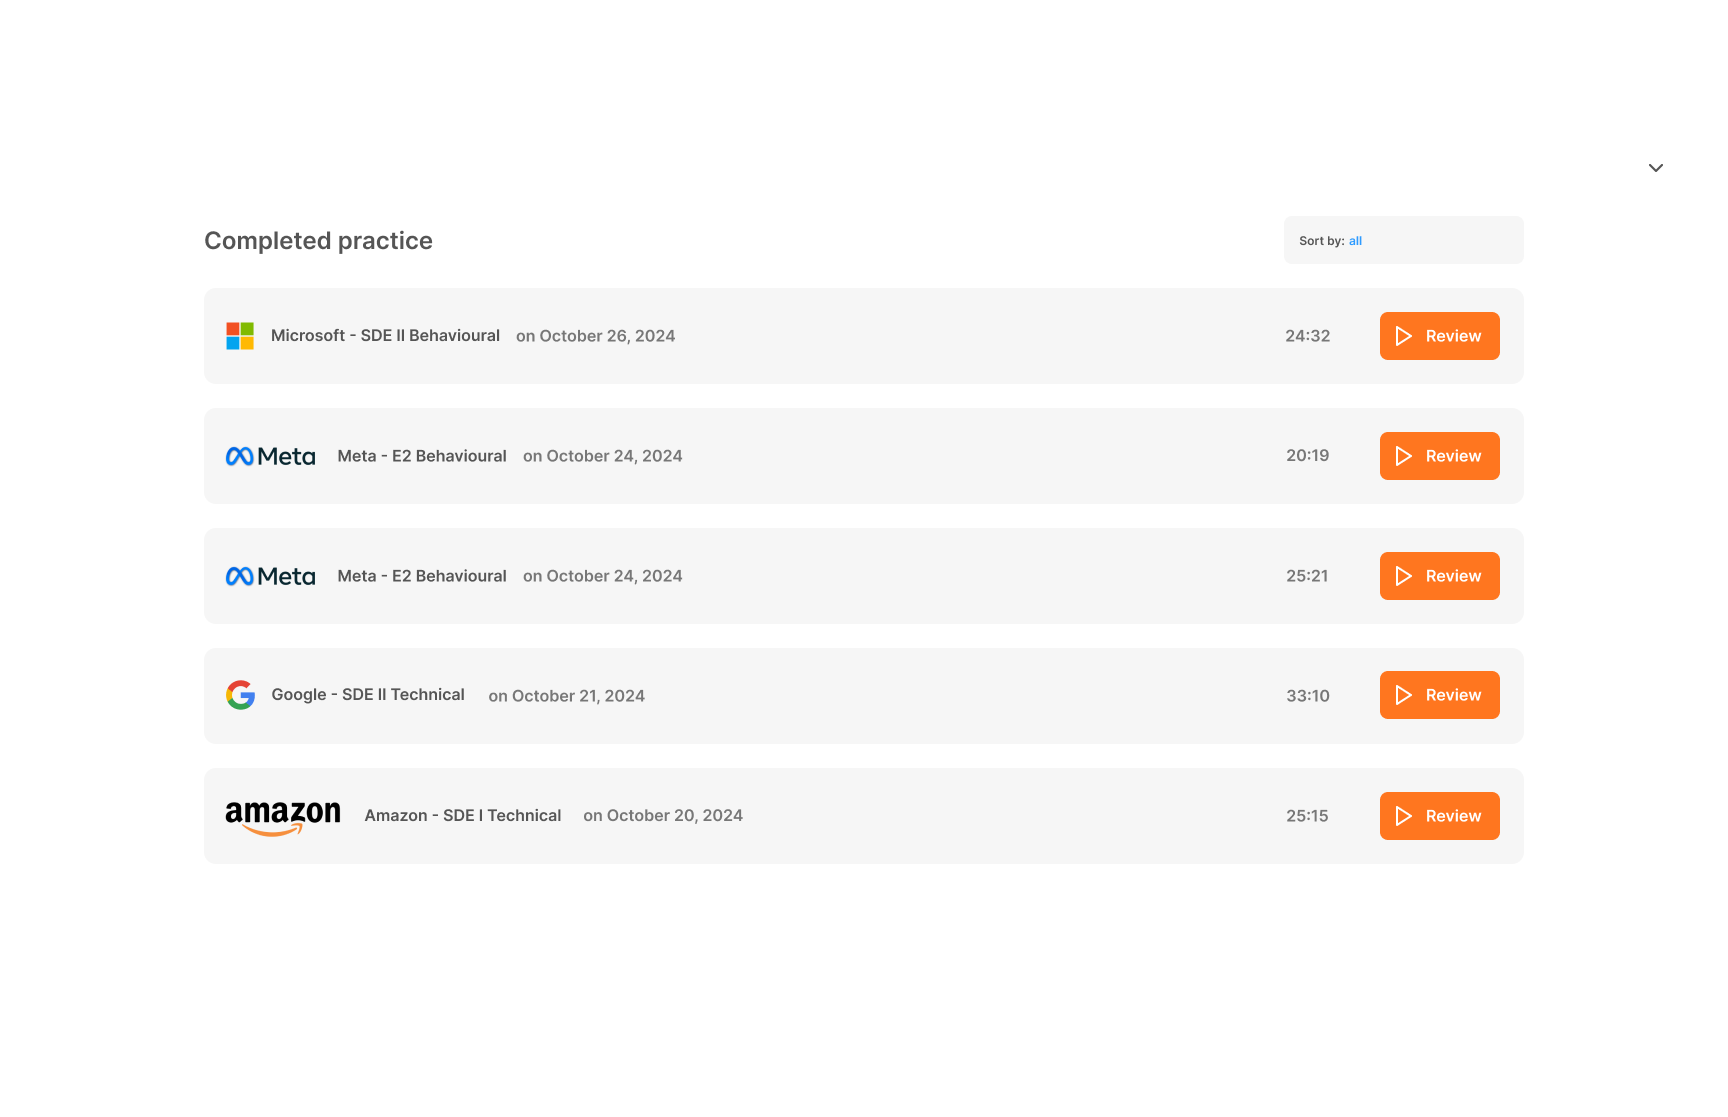 Completed practice
Sort by: all
Microsoft - SDE II Behavioural on October 26, 2024 24:32 Review
Meta Meta - E2 Behavioural on October 24, 2024 20:19 Review
Meta Meta - E2 Behavioural on October 24, 2024 25:21 Review
Google - SDE II Technical on October 21, 2024 33:10 Review
amazon Amazon - SDE I Technical on October 20, 2024 25:15 Review